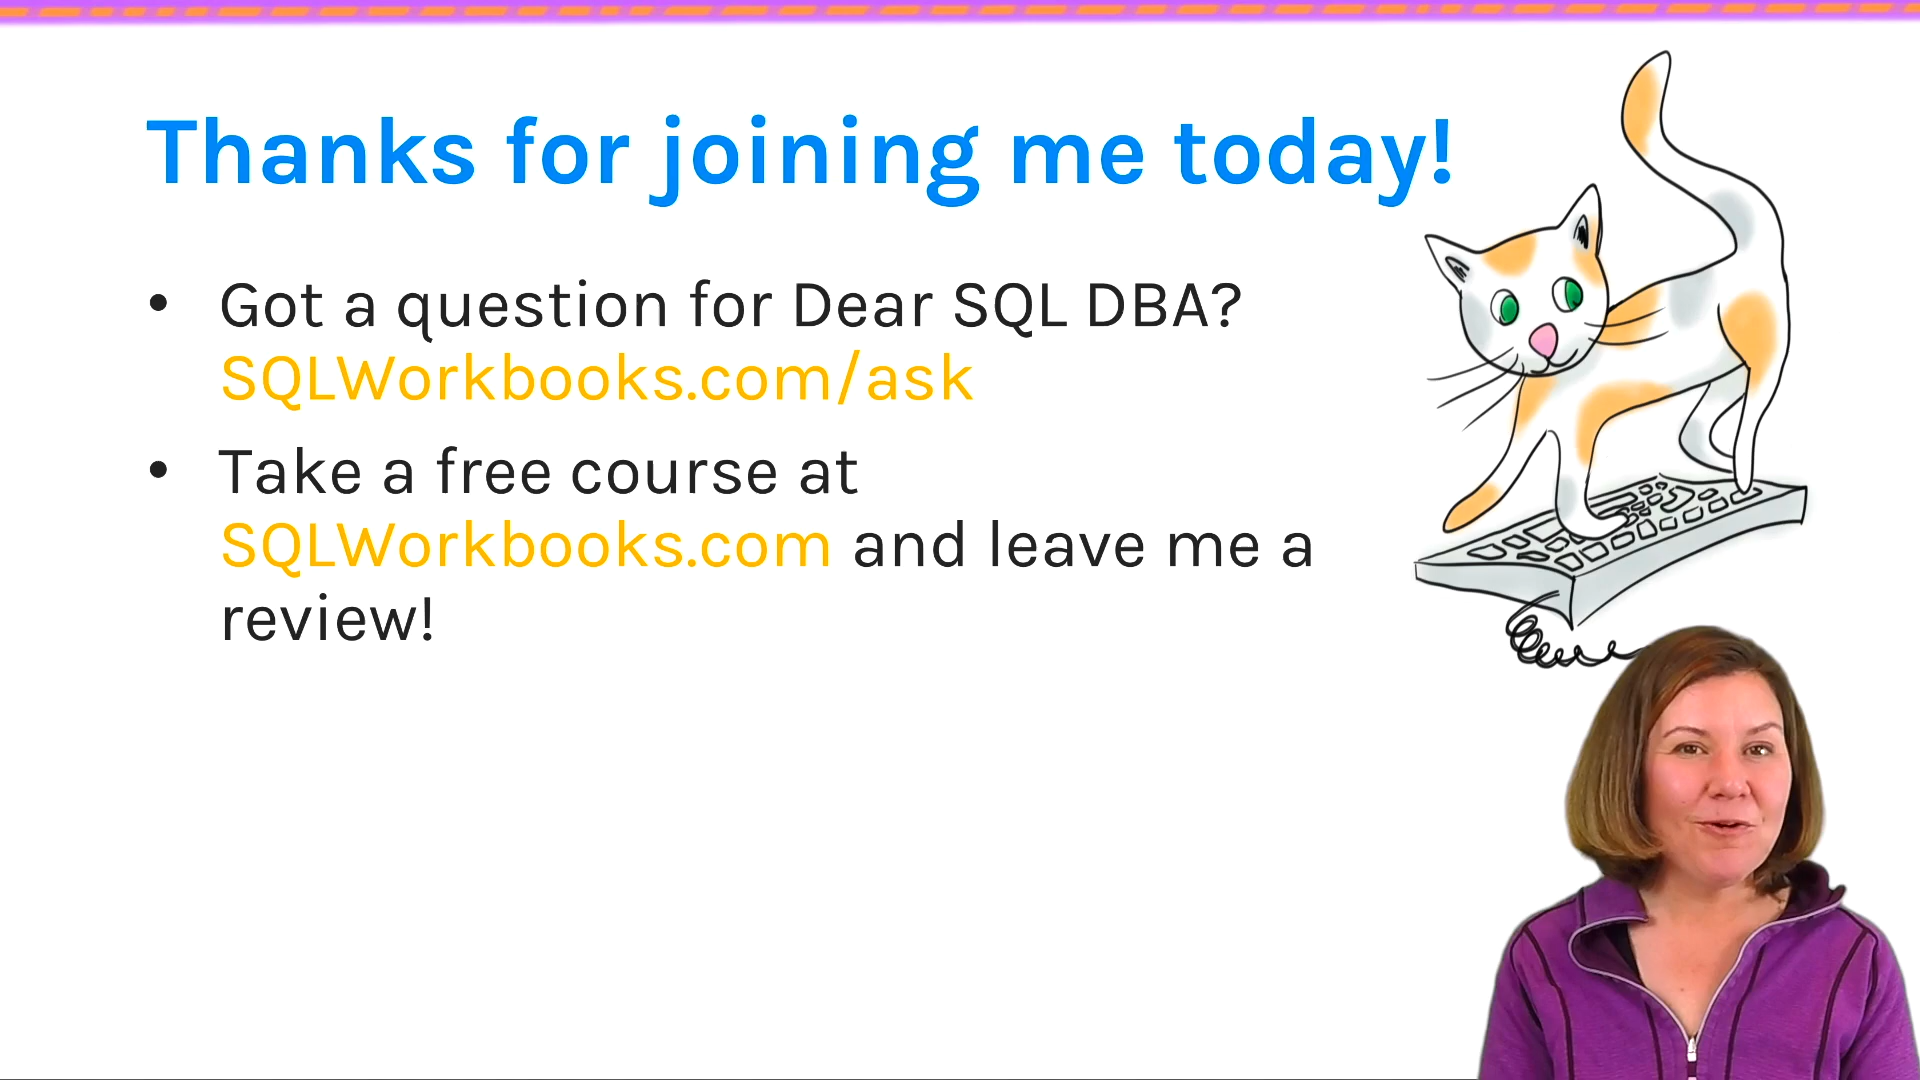 Thanks for joining me today!
• Got a question for Dear SQL DBA?
SQLWorkbooks.com/ask
• Take a free course at
SQLWorkbooks.com and leave me a
review!